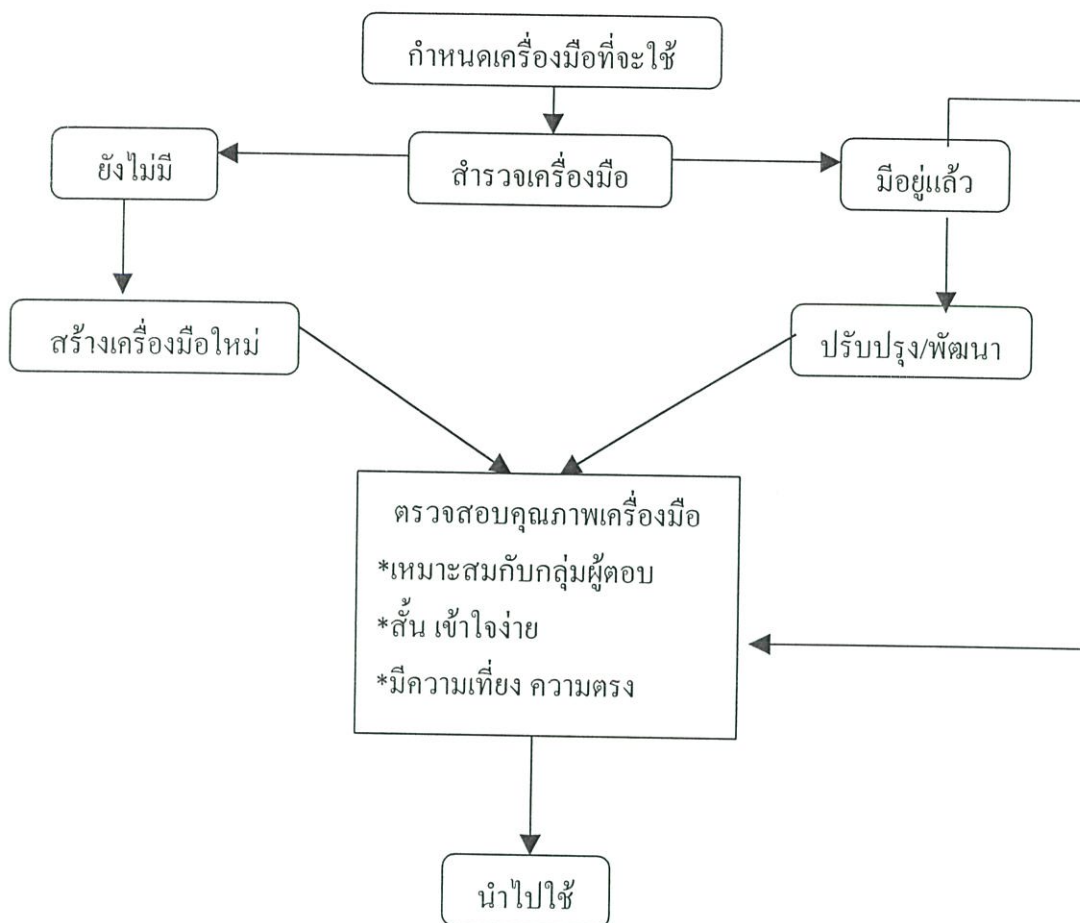 กำหนดเครื่องมือที่จะใช้
ยังไม่มี
สำรวจเครื่องมือ
มีอยู่แล้ว
สร้างเครื่องมือใหม่
ปรับปรุง/พัฒนา
ตรวจสอบคุณภาพเครื่องมือ
*เหมาะสมกับกลุ่มผู้ตอบ
*สั้น เข้าใจง่าย
*มีความเที่ยง ความตรง
นำไปใช้